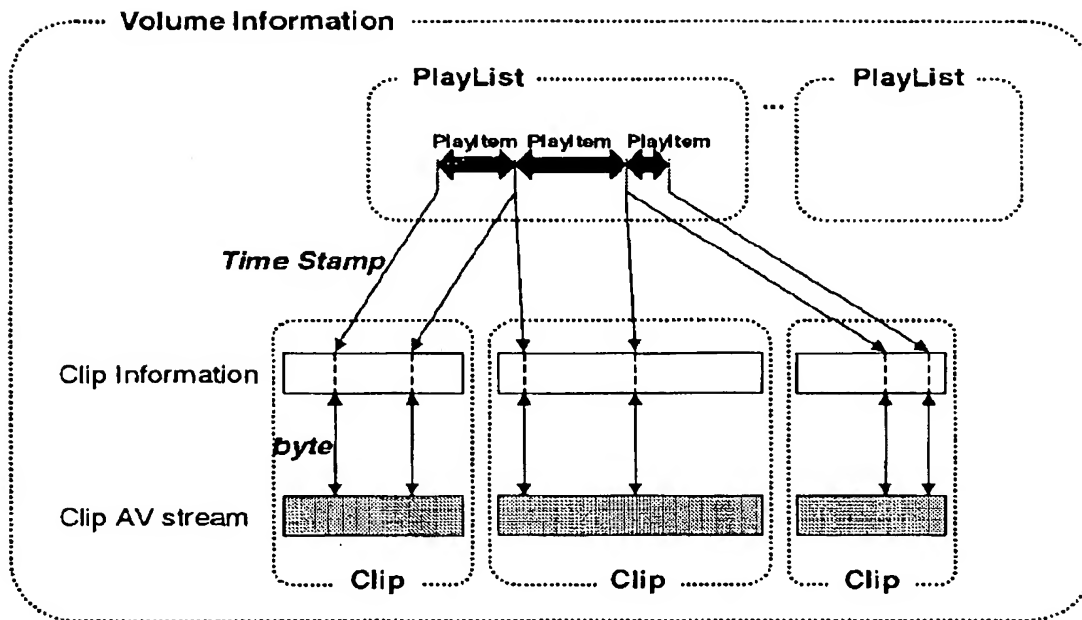 Volume Information
PlayList
...
PlayList
PlayItem PlayItem PlayItem
Time Stamp
Clip Information
byte
Clip AV stream
Clip
Clip
Clip